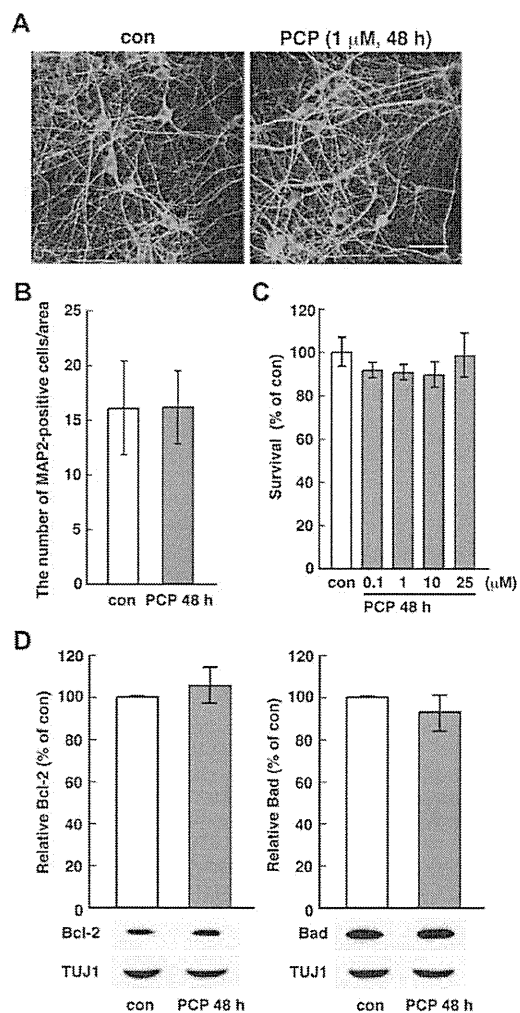 A
con PCP (1 μM, 48 h)
B
The number of MAP2-positive cells/area
25
20
15
10
5
0
con PCP 48 h
C
Survival (% of con)
120
100
80
60
40
20
0
con 0.1 1 10 25 (μM)
PCP 48 h
D
Relative Bcl-2 (% of con)
120
100
80
60
40
20
0
Bcl-2
TUJ1
con PCP 48 h
Relative Bad (% of con)
120
100
80
60
40
20
0
Bad
TUJ1
con PCP 48 h